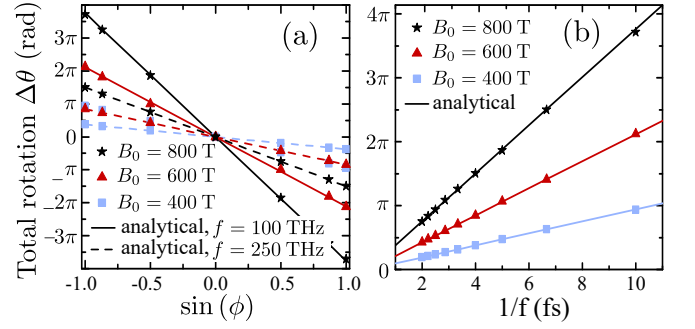 Total rotation Δθ (rad)
3π
2π
π
0
−π
−2π
−3π
(a)
B₀ = 800 T
B₀ = 600 T
B₀ = 400 T
analytical, f = 100 THz
analytical, f = 250 THz
-1.0 -0.5 0.0 0.5 1.0
sin (ϕ)
4π
4π
2π
π
0
(b)
B₀ = 800 T
B₀ = 600 T
B₀ = 400 T
analytical
2 4 6 8 10
1/f (fs)